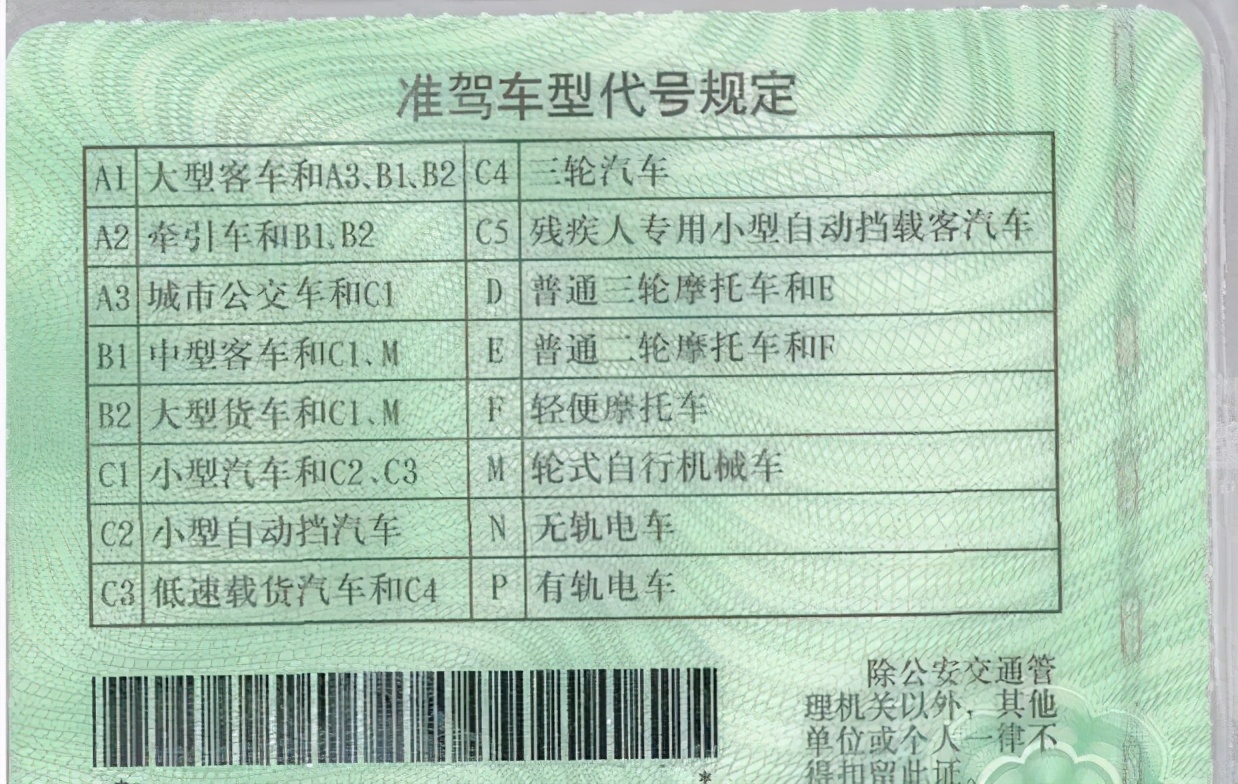 准驾车型代号规定
A1 大型客车和A3、B1、B2 C4 三轮汽车
A2 牵引车和B1、B2 C5 残疾人专用小型自动挡载客汽车
A3 城市公交车和C1 D 普通三轮摩托车和E
B1 中型客车和C1、M E 普通二轮摩托车和F
B2 大型货车和C1、M F 轻便摩托车
C1 小型汽车和C2、C3 M 轮式自行机械车
C2 小型自动挡汽车 N 无轨电车
C3 低速载货汽车和C4 P 有轨电车
除公安交通管
理机关以外，其他
单位或个人一律不
得扣留此证。
* *